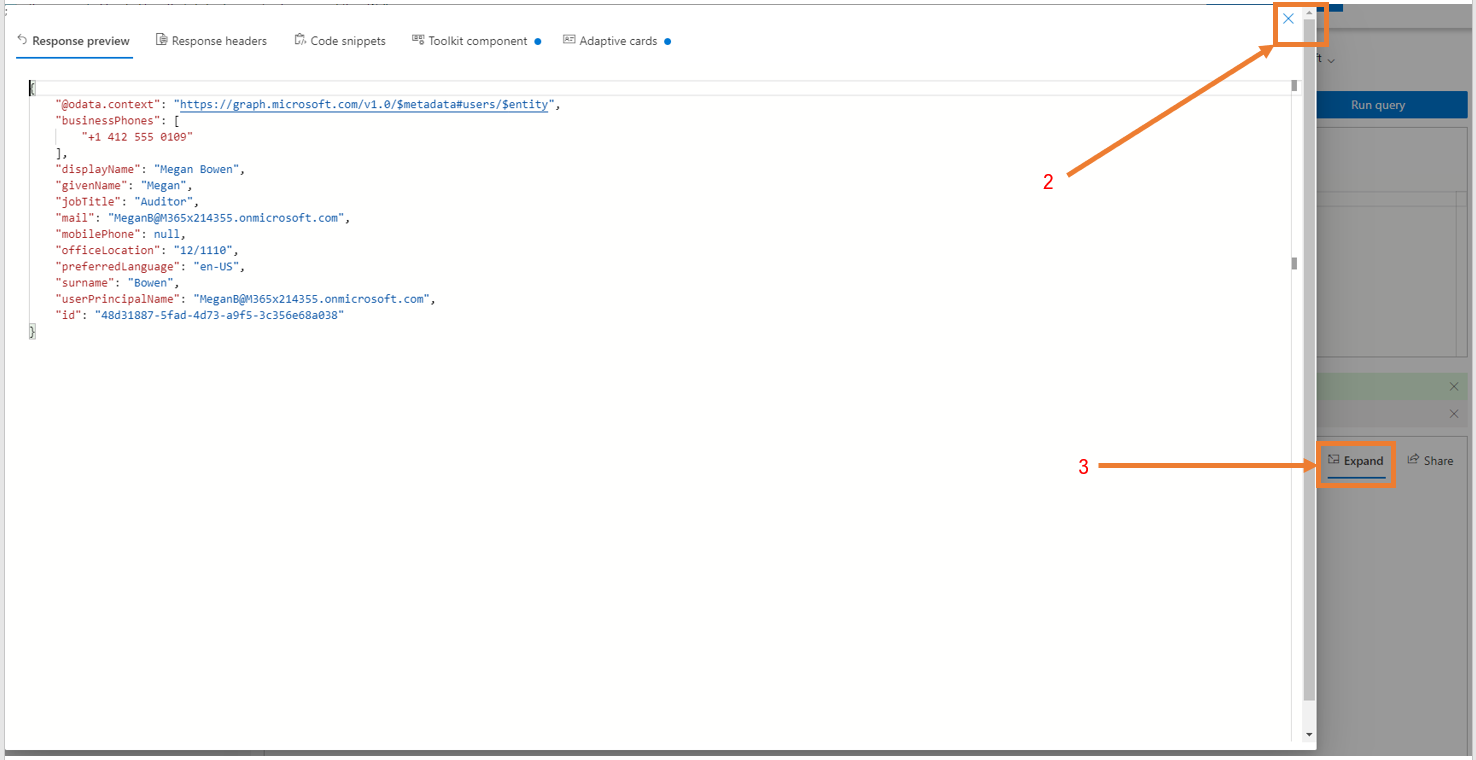 Response preview
Response headers
Code snippets
Toolkit component
Adaptive cards
Run query
2
{
"@odata.context": "https://graph.microsoft.com/v1.0/$metadata#users/$entity",
"businessPhones": [
"+1 412 555 0109"
],
"displayName": "Megan Bowen",
"givenName": "Megan",
"jobTitle": "Auditor",
"mail": "MeganB@M365x214355.onmicrosoft.com",
"mobilePhone": null,
"officeLocation": "12/1110",
"preferredLanguage": "en-US",
"surname": "Bowen",
"userPrincipalName": "MeganB@M365x214355.onmicrosoft.com",
"id": "48d31887-5fad-4d73-a9f5-3c356e68a038"
}
3
Expand
Share